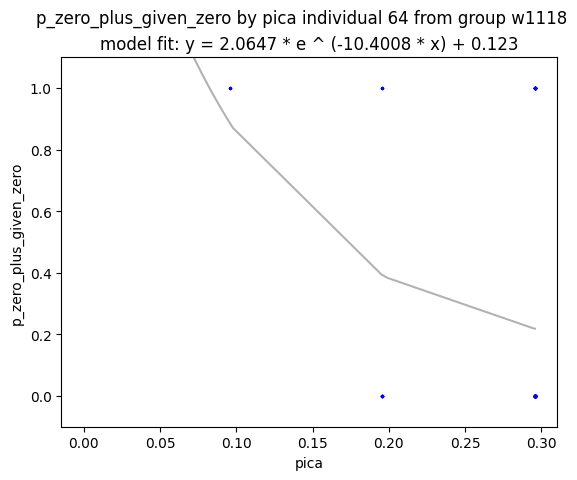 p_zero_plus_given_zero by pica individual 64 from group w1118
model fit: y = 2.0647 * e ^ (-10.4008 * x) + 0.123
p_zero_plus_given_zero
1.0
0.8
0.6
0.4
0.2
0.0
0.00 0.05 0.10 0.15 0.20 0.25 0.30
pica